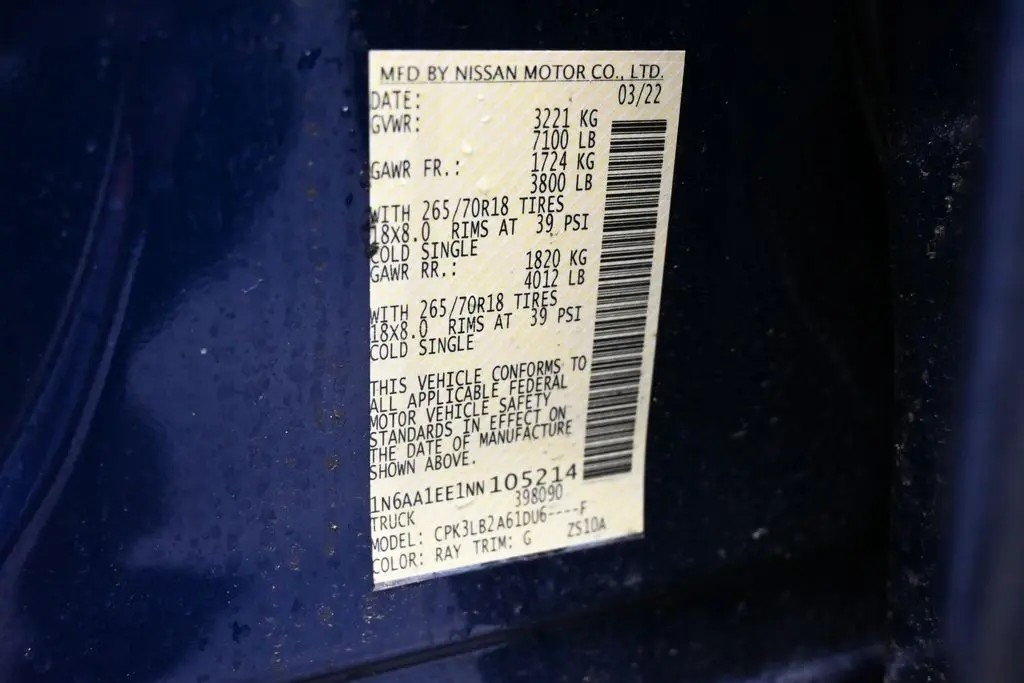 MFD BY NISSAN MOTOR CO., LTD.
DATE: 03/22
GVWR: 3221 KG
7100 LB
GAWR FR.: 1724 KG
3800 LB
WITH 265/70R18 TIRES
18X8.0 RIMS AT 39 PSI
COLD SINGLE
GAWR RR.: 1820 KG
4012 LB
WITH 265/70R18 TIRES
18X8.0 RIMS AT 39 PSI
COLD SINGLE
THIS VEHICLE CONFORMS TO
ALL APPLICABLE FEDERAL
MOTOR VEHICLE SAFETY
STANDARDS IN EFFECT ON
THE DATE OF MANUFACTURE
SHOWN ABOVE.
1N6AA1EE1NN105214
TRUCK 398090
MODEL: CPK3LB2A61DU6----F
COLOR: RAY TRIM: G ZS10A